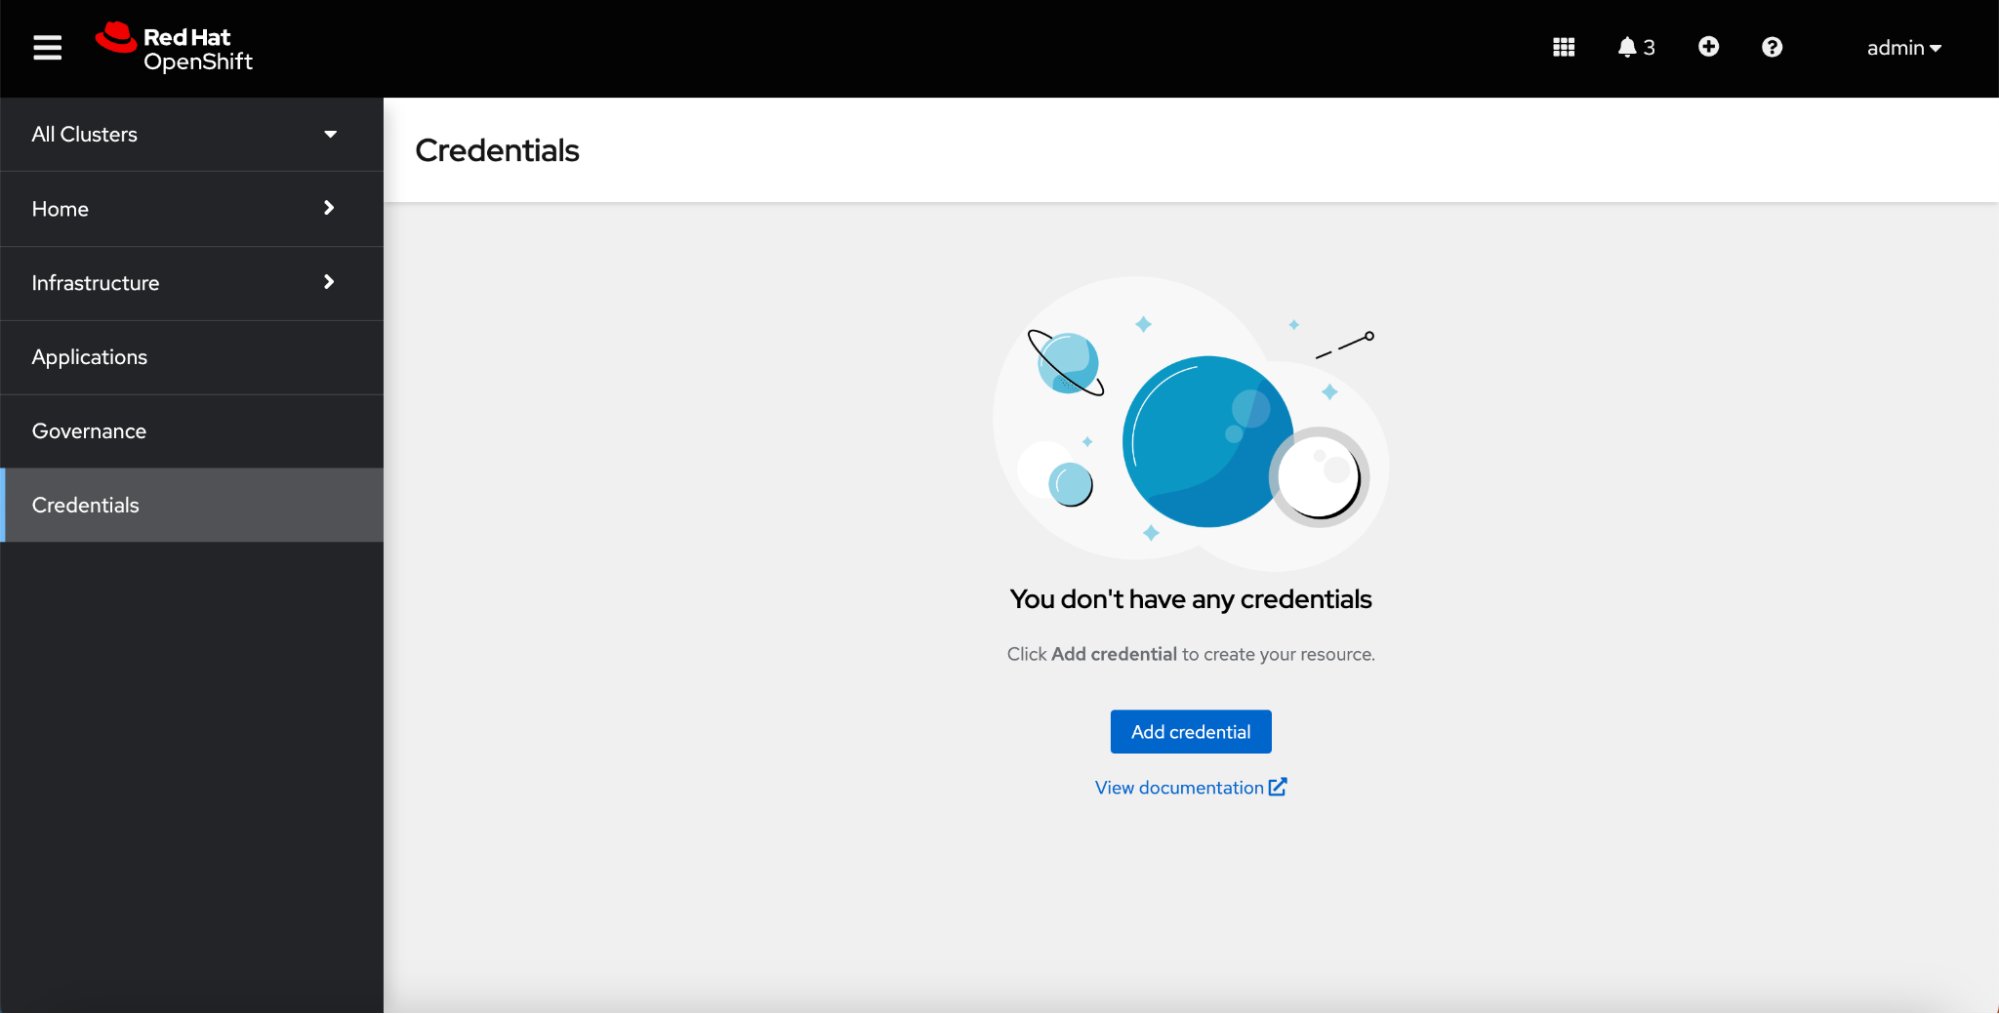 Red Hat
OpenShift
3
admin
All Clusters
Home
Infrastructure
Applications
Governance
Credentials
Credentials
You don't have any credentials
Click Add credential to create your resource.
Add credential
View documentation